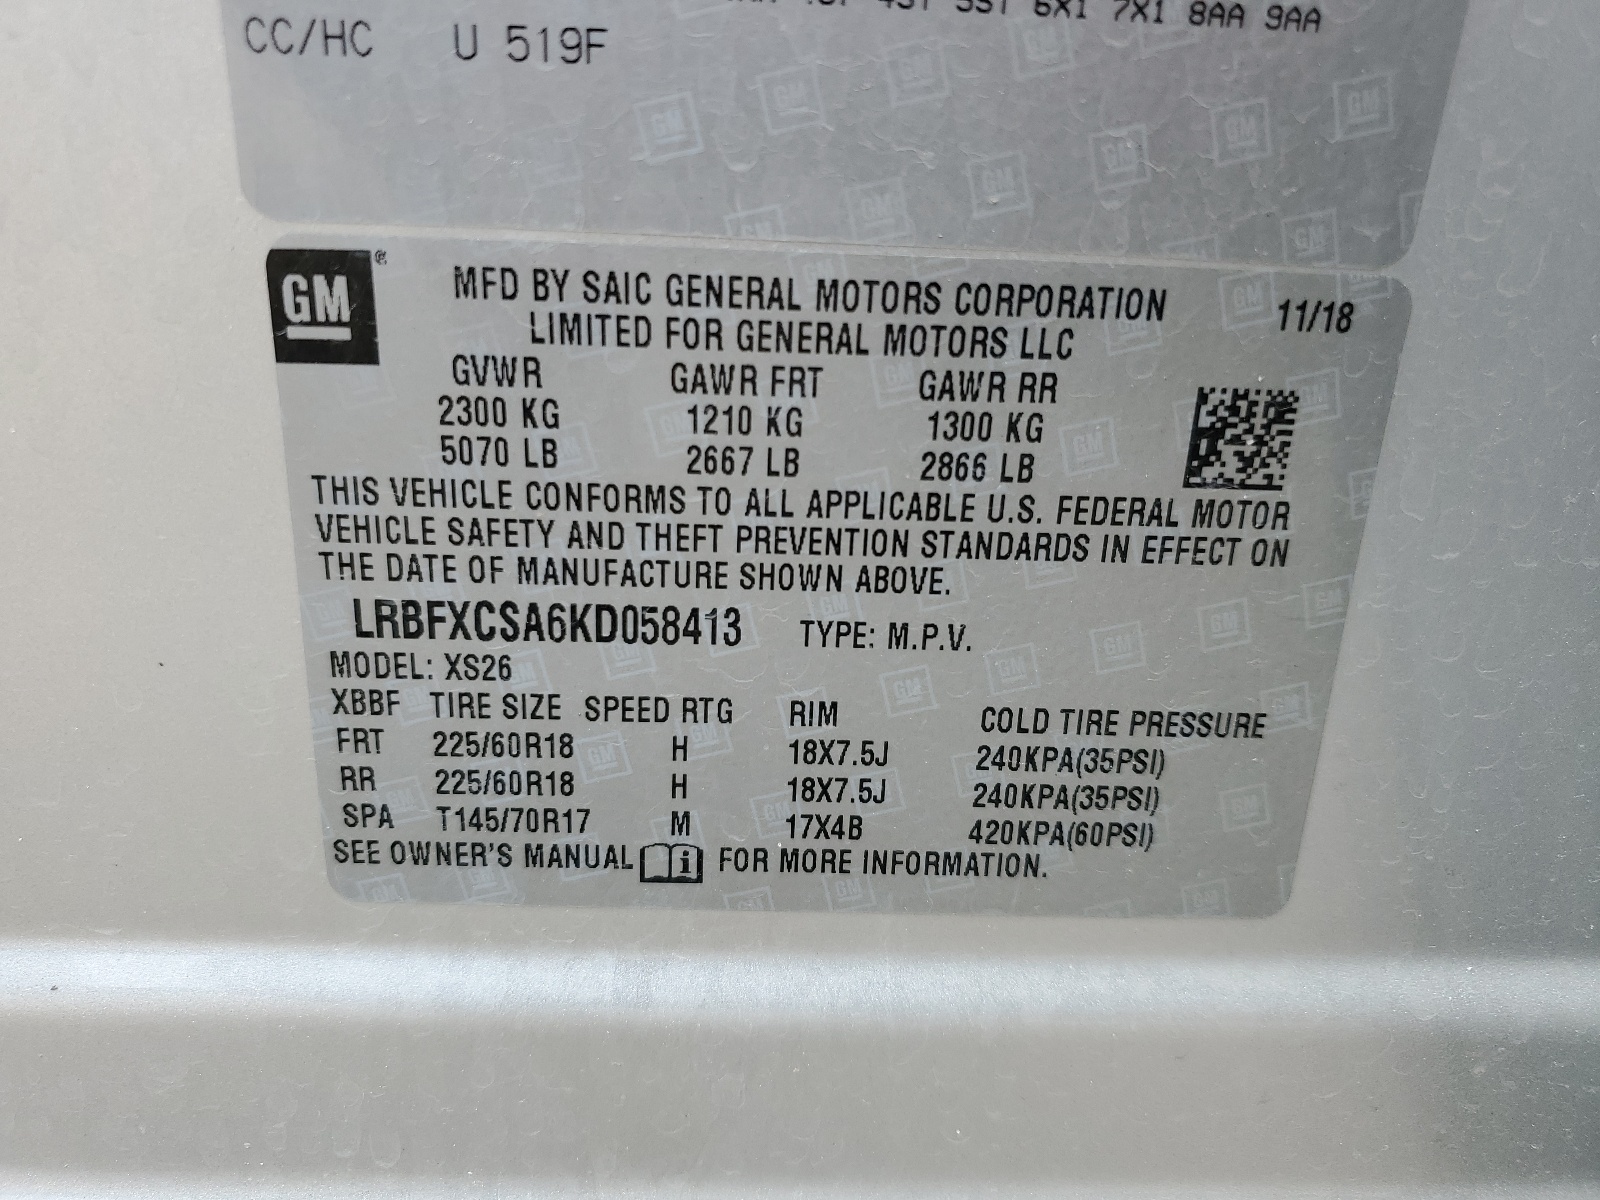 5S1 6X1 7X1 8AA 9AA
CC/HC U 519F
GM
MFD BY SAIC GENERAL MOTORS CORPORATION 11/18
LIMITED FOR GENERAL MOTORS LLC
GVWR GAWR FRT GAWR RR
2300 KG 1210 KG 1300 KG
5070 LB 2667 LB 2866 LB
THIS VEHICLE CONFORMS TO ALL APPLICABLE U.S. FEDERAL MOTOR
VEHICLE SAFETY AND THEFT PREVENTION STANDARDS IN EFFECT ON
THE DATE OF MANUFACTURE SHOWN ABOVE.
LRBFXCSA6KD058413 TYPE: M.P.V.
MODEL: XS26
XBBF TIRE SIZE SPEED RTG RIM COLD TIRE PRESSURE
FRT 225/60R18 H 18X7.5J 240KPA(35PSI)
RR 225/60R18 H 18X7.5J 240KPA(35PSI)
SPA T145/70R17 M 17X4B 420KPA(60PSI)
SEE OWNER'S MANUAL FOR MORE INFORMATION.